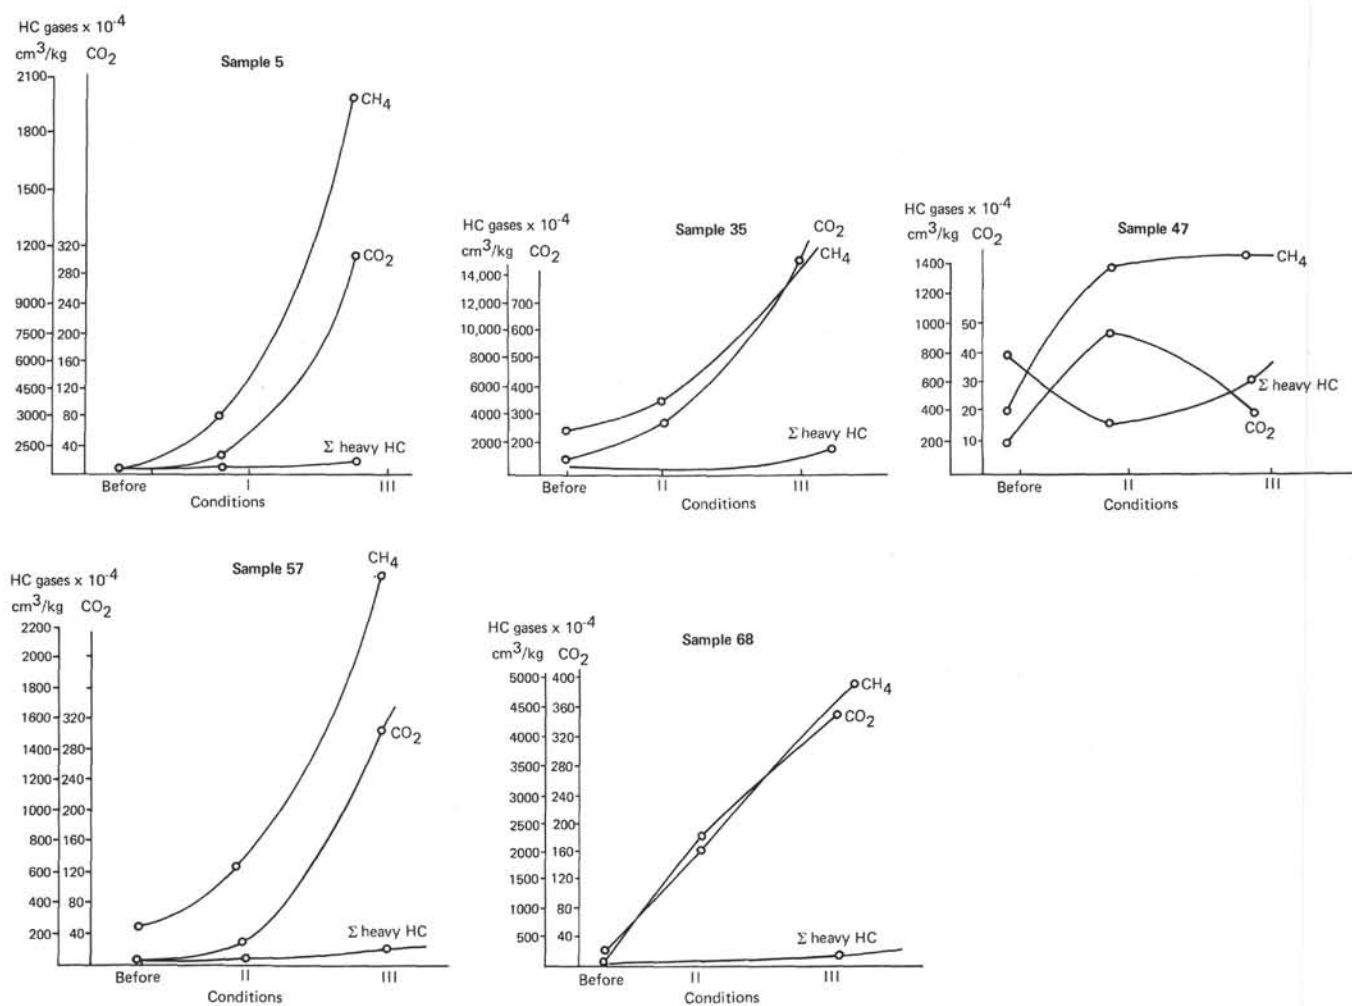 HC gases x 10-4
cm3/kg CO2
Sample 5
2100
1800
1500
1200
9000
7500
6000
4500
3000
2500
320
280
240
200
160
120
80
40
CH4
CO2
Σ heavy HC
Before I III
Conditions
HC gases x 10-4
cm3/kg CO2
Sample 35
14,000
12,000
10,000
8000
6000
4000
2000
700
600
500
400
300
200
CO2
CH4
Σ heavy HC
Before II III
Conditions
HC gases x 10-4
cm3/kg CO2
Sample 47
1400
1200
1000
800
600
400
200
50
40
30
20
10
CH4
Σ heavy HC
CO2
Before II III
Conditions
HC gases x 10-4
cm3/kg CO2
Sample 57
2200
2000
1800
1600
1400
1200
1000
800
600
400
200
320
280
240
200
160
120
80
40
CH4
CO2
Σ heavy HC
Before II III
Conditions
HC gases x 10-4
cm3/kg CO2
Sample 68
5000
4500
4000
3500
3000
2500
2000
1500
1000
500
400
360
320
280
240
200
160
120
80
40
CH4
CO2
Σ heavy HC
Before II III
Conditions